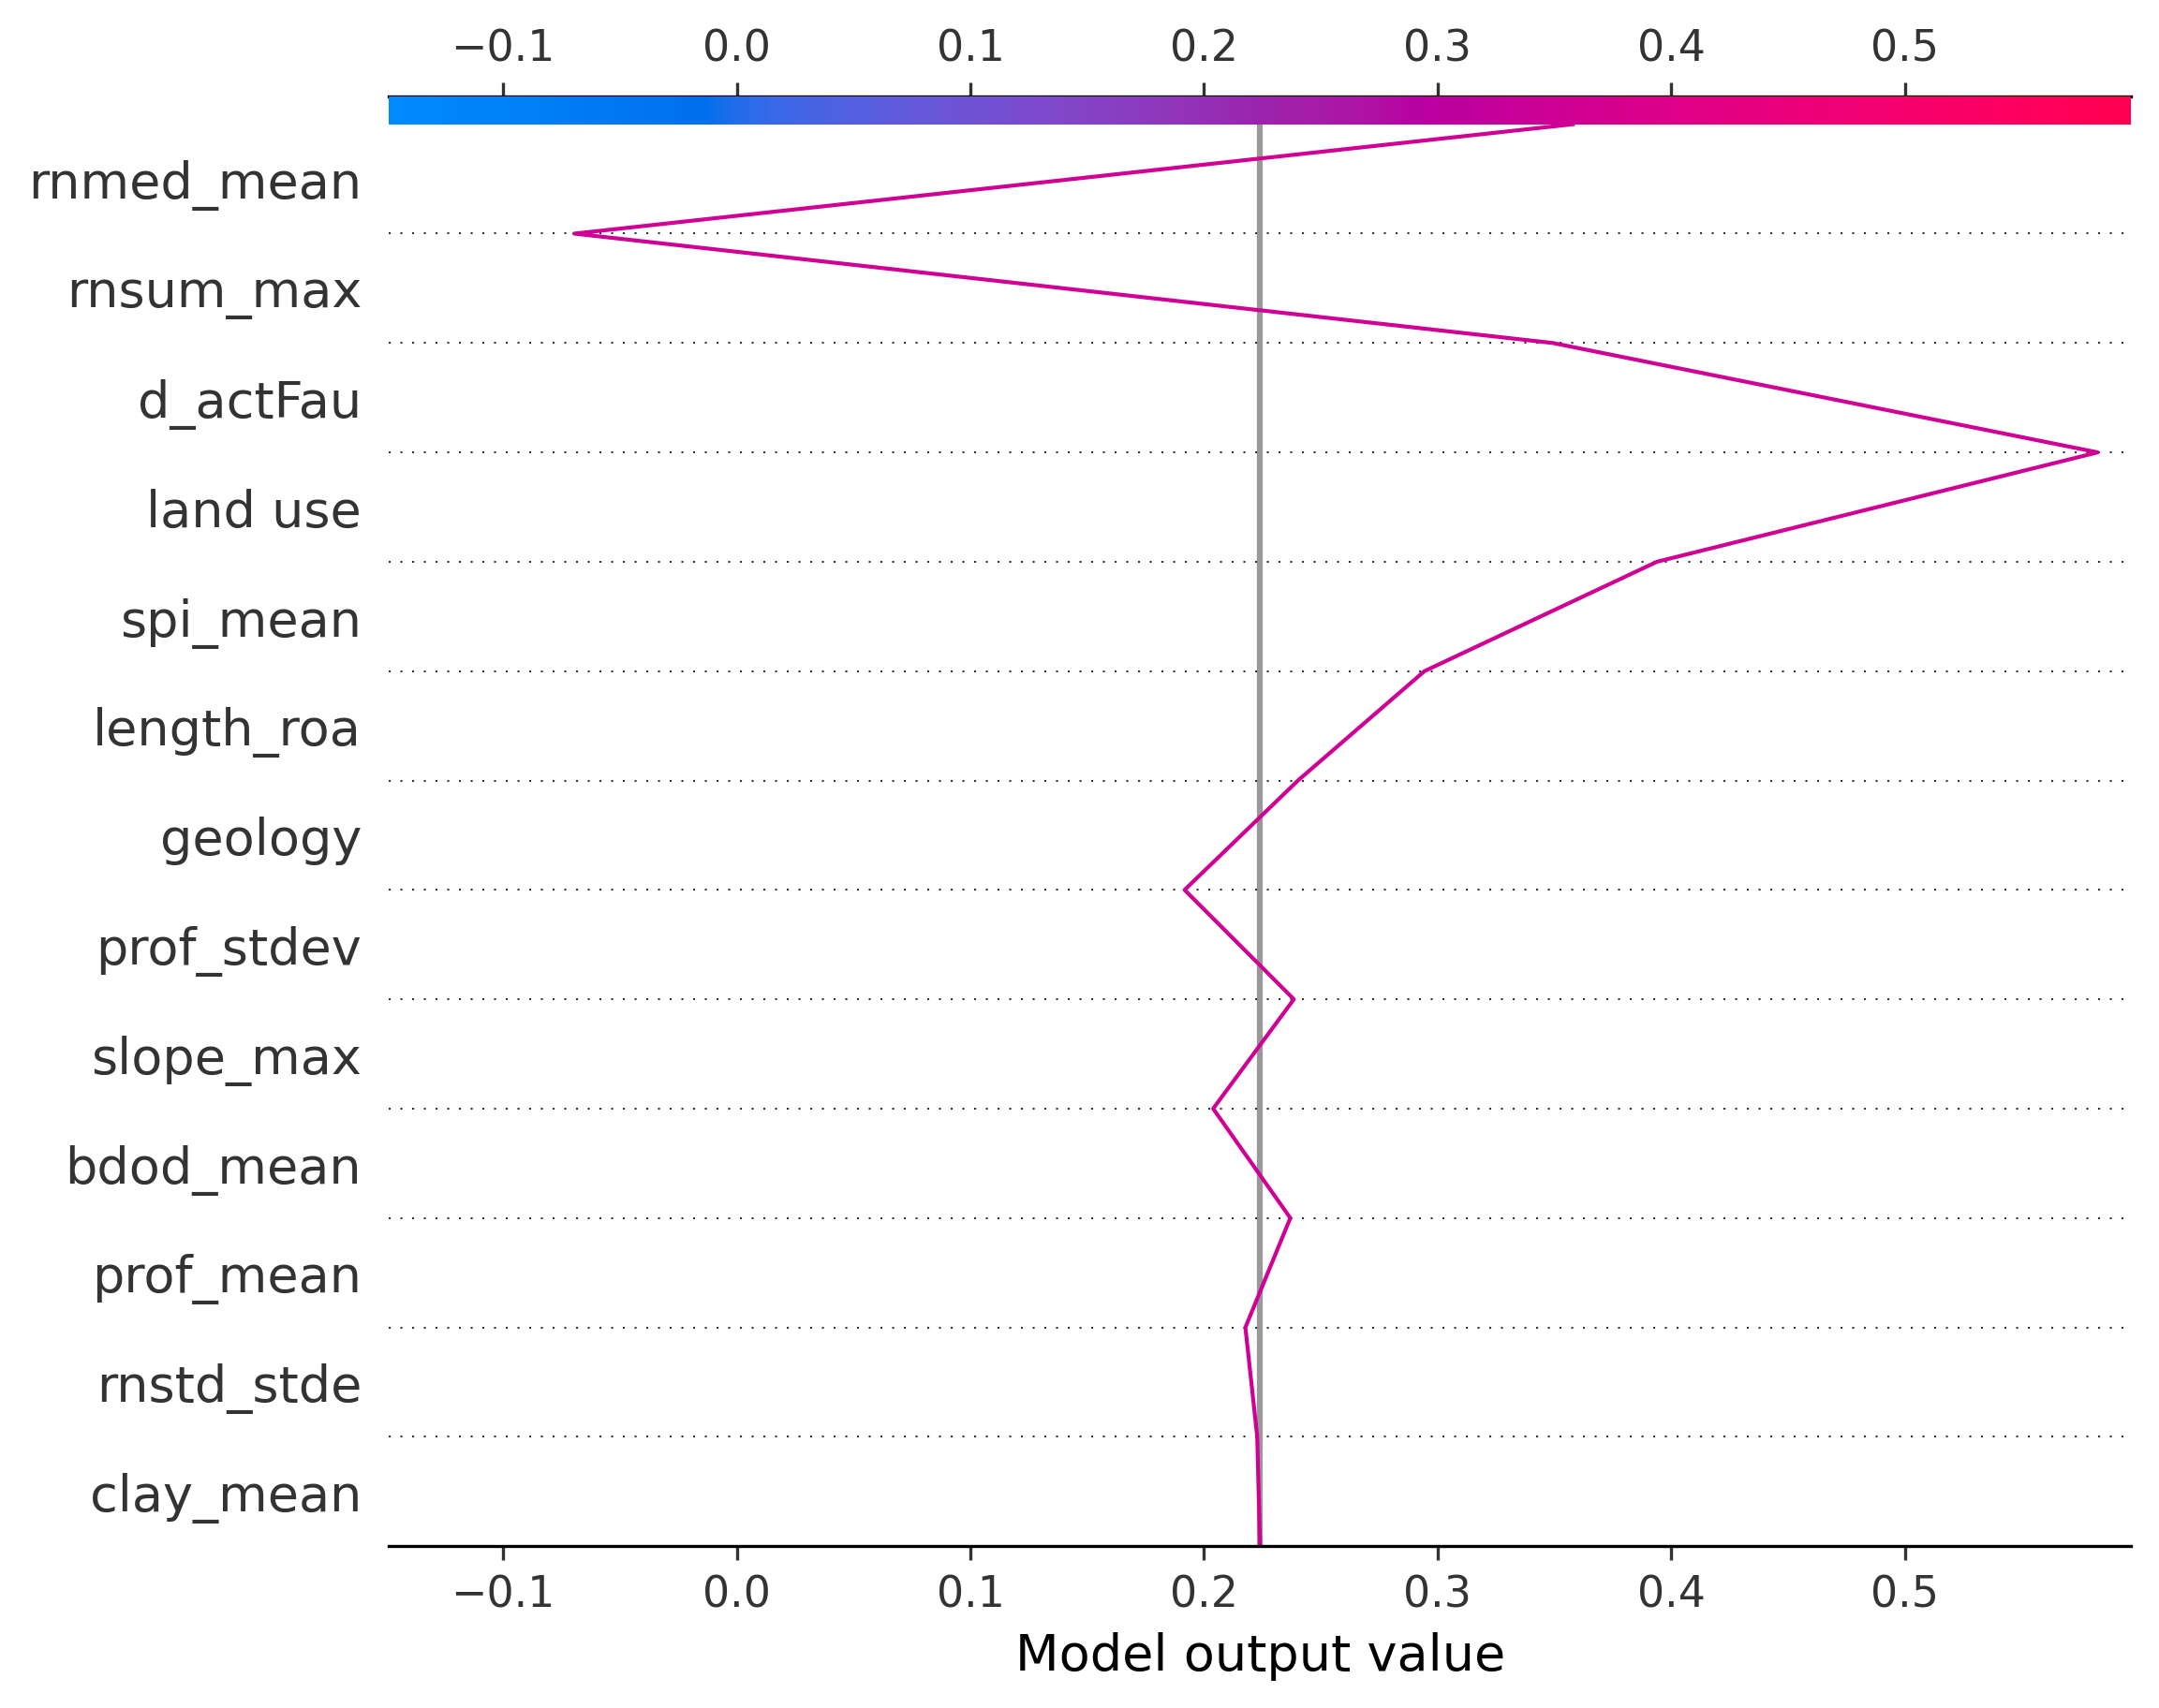 −0.1 0.0 0.1 0.2 0.3 0.4 0.5
rnmed_mean
rnsum_max
d_actFau
land use
spi_mean
length_roa
geology
prof_stdev
slope_max
bdod_mean
prof_mean
rnstd_stde
clay_mean
−0.1 0.0 0.1 0.2 0.3 0.4 0.5
Model output value